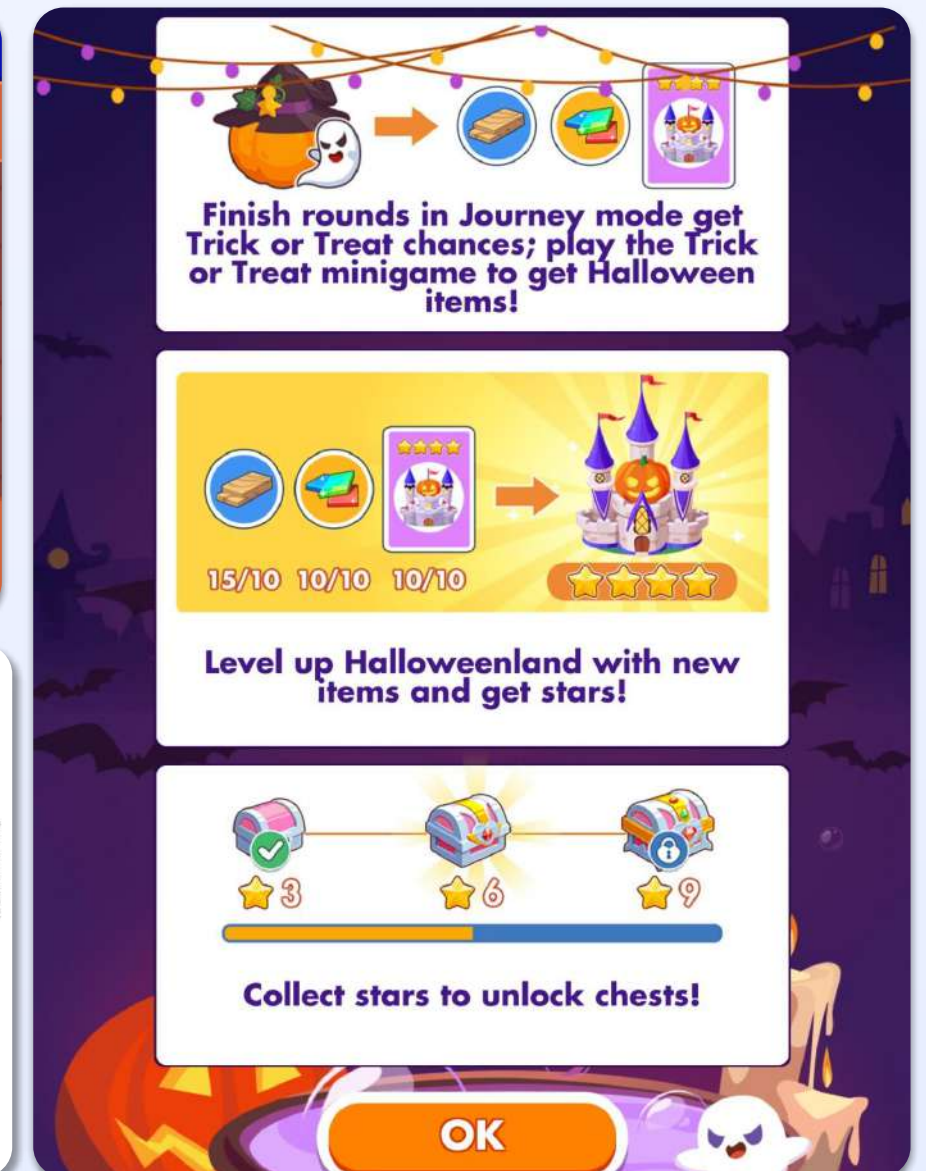 Finish rounds in Journey mode get
Trick or Treat chances; play the Trick
or Treat minigame to get Halloween
items!
15/10 10/10 10/10
Level up Halloweenland with new
items and get stars!
3 6 9
Collect stars to unlock chests!
OK